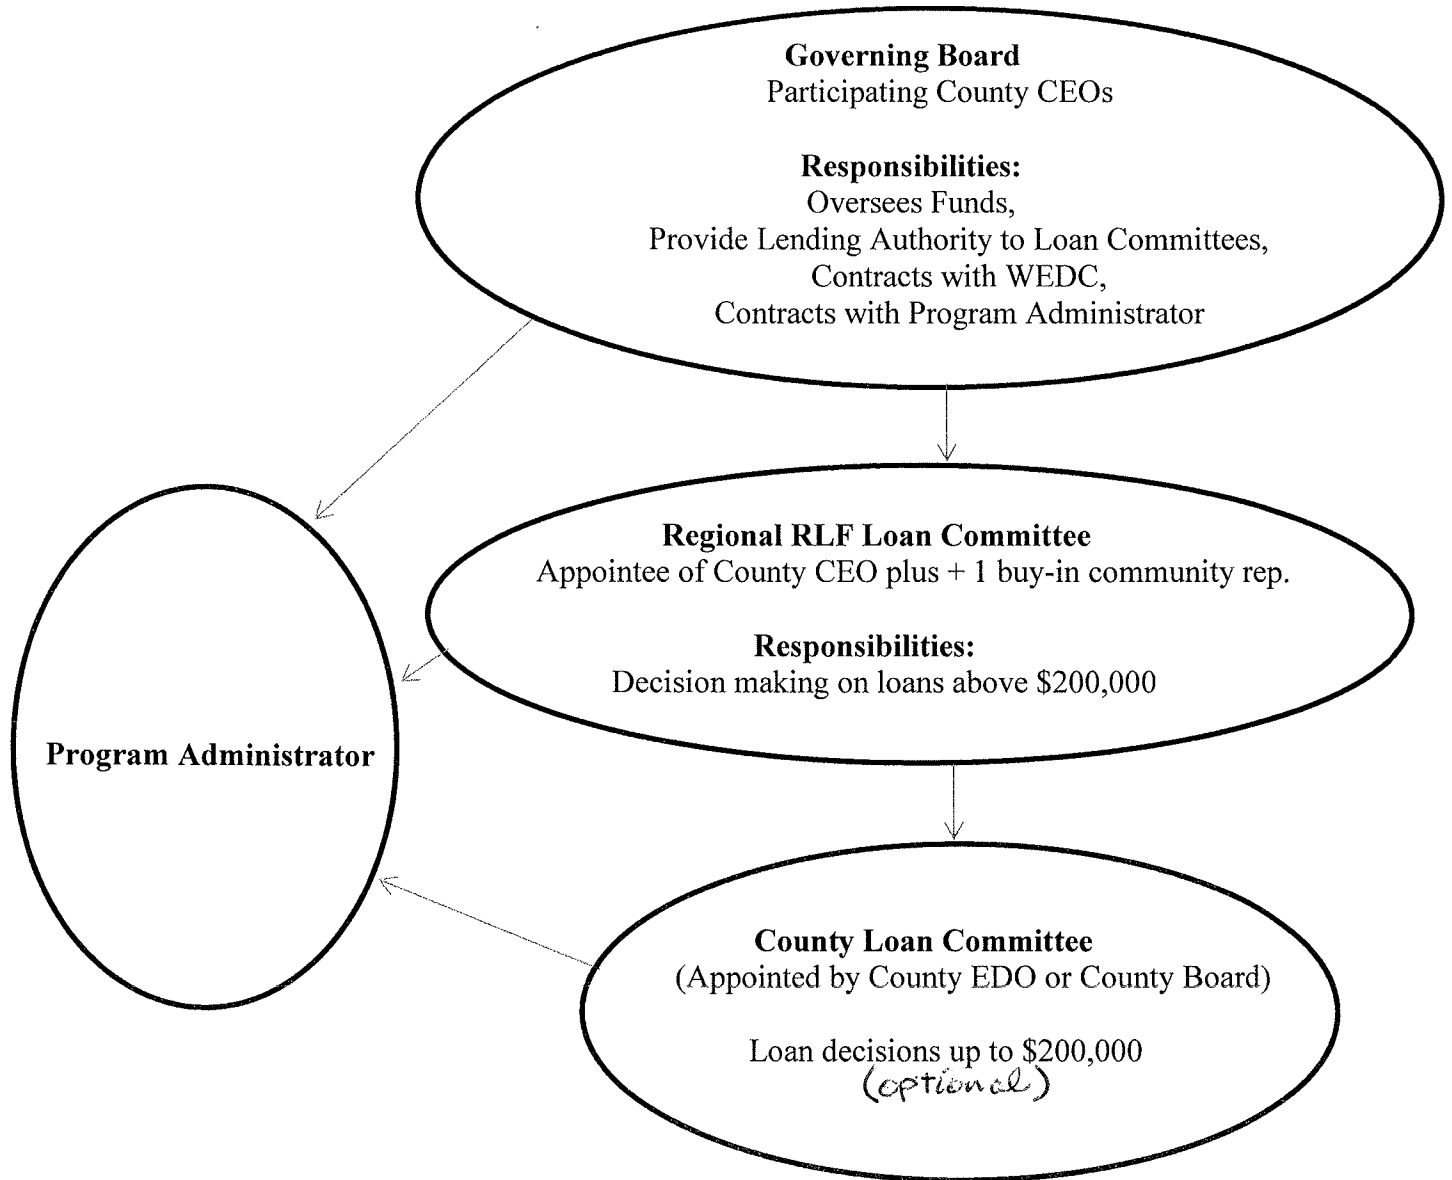 Governing Board
Participating County CEOs
Responsibilities:
Oversees Funds,
Provide Lending Authority to Loan Committees,
Contracts with WEDC,
Contracts with Program Administrator
Regional RLF Loan Committee
Appointee of County CEO plus + 1 buy-in community rep.
Responsibilities:
Decision making on loans above $200,000
Program Administrator
County Loan Committee
(Appointed by County EDO or County Board)
Loan decisions up to $200,000
(optional)